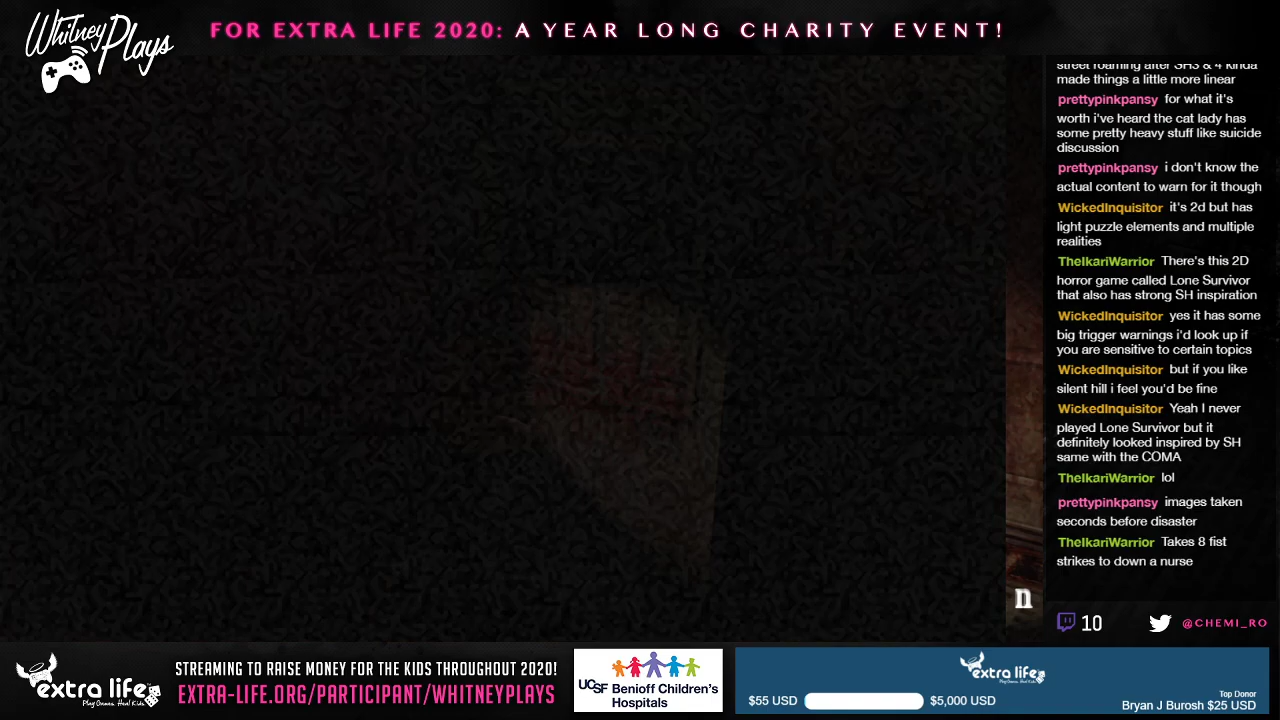 Whitney Plays
FOR EXTRA LIFE 2020: A YEAR LONG CHARITY EVENT!
street roaming after SH3 & 4 kinda
made things a little more linear
prettypinkpansy for what it's
worth i've heard the cat lady has
some pretty heavy stuff like suicide
discussion
prettypinkpansy i don't know the
actual content to warn for it though
WickedInquisitor it's 2d but has
light puzzle elements and multiple
realities
TheIkariWarrior There's this 2D
horror game called Lone Survivor
that also has strong SH inspiration
WickedInquisitor yes it has some
big trigger warnings i'd look up if
you are sensitive to certain topics
WickedInquisitor but if you like
silent hill i feel you'd be fine
WickedInquisitor Yeah I never
played Lone Survivor but it
definitely looked inspired by SH
same with the COMA
TheIkariWarrior lol
prettypinkpansy images taken
seconds before disaster
TheIkariWarrior Takes 8 fist
strikes to down a nurse
n
10
@CHEMI_RO
extra life
Play Games. Heal Kids.
STREAMING TO RAISE MONEY FOR THE KIDS THROUGHOUT 2020!
EXTRA-LIFE.ORG/PARTICIPANT/WHITNEYPLAYS
UCSF Benioff Children's
Hospitals
extra life
Play Games. Heal Kids.
$55 USD
$5,000 USD
Top Donor
Bryan J Burosh $25 USD